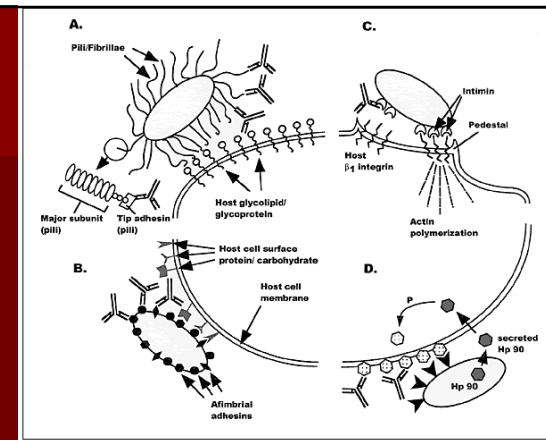 A.
Pili/Fibrillae
Major subunit
(pili)
Tip adhesin
(pili)
Host glycolipid/
glycoprotein
C.
Intimin
Pedestal
Host
β1 integrin
Actin
polymerization
B.
Host cell surface
protein/ carbohydrate
Host cell
membrane
Afimbrial
adhesins
D.
P
secreted
Hp 90
Hp 90